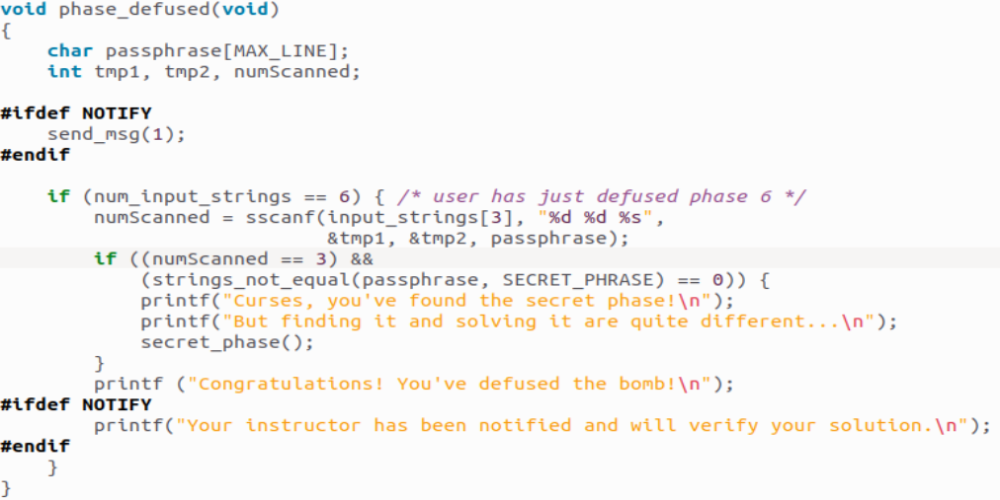 void phase_defused(void)
{
    char passphrase[MAX_LINE];
    int tmp1, tmp2, numScanned;

#ifdef NOTIFY
    send_msg(1);
#endif

    if (num_input_strings == 6) { /* user has just defused phase 6 */
        numScanned = sscanf(input_strings[3], "%d %d %s",
                            &tmp1, &tmp2, passphrase);
        if ((numScanned == 3) &&
            (strings_not_equal(passphrase, SECRET_PHRASE) == 0)) {
            printf("Curses, you've found the secret phase!\n");
            printf("But finding it and solving it are quite different...\n");
            secret_phase();
        }
        printf ("Congratulations! You've defused the bomb!\n");
#ifdef NOTIFY
        printf("Your instructor has been notified and will verify your solution.\n");
#endif
    }
}